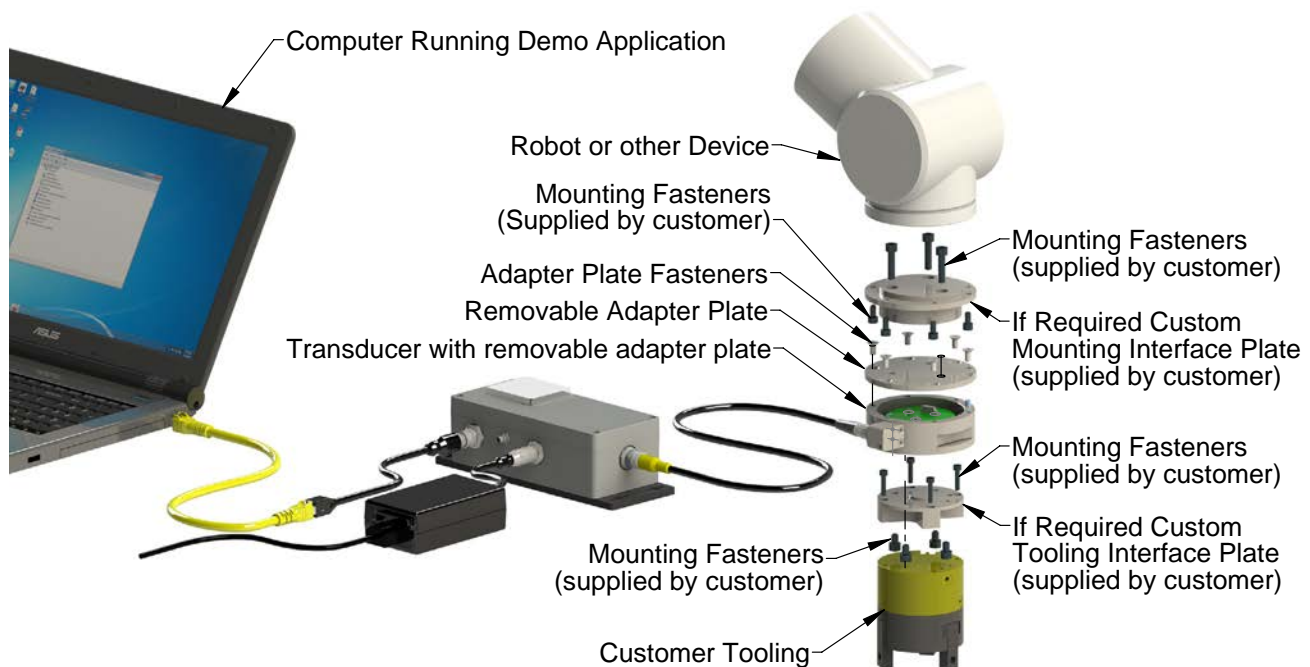 Computer Running Demo Application
Robot or other Device
Mounting Fasteners
(Supplied by customer)
Mounting Fasteners
(supplied by customer)
Adapter Plate Fasteners
Removable Adapter Plate
If Required Custom
Mounting Interface Plate
(supplied by customer)
Transducer with removable adapter plate
ASUS
Mounting Fasteners
(supplied by customer)
If Required Custom
Tooling Interface Plate
(supplied by customer)
Mounting Fasteners
(supplied by customer)
Customer Tooling